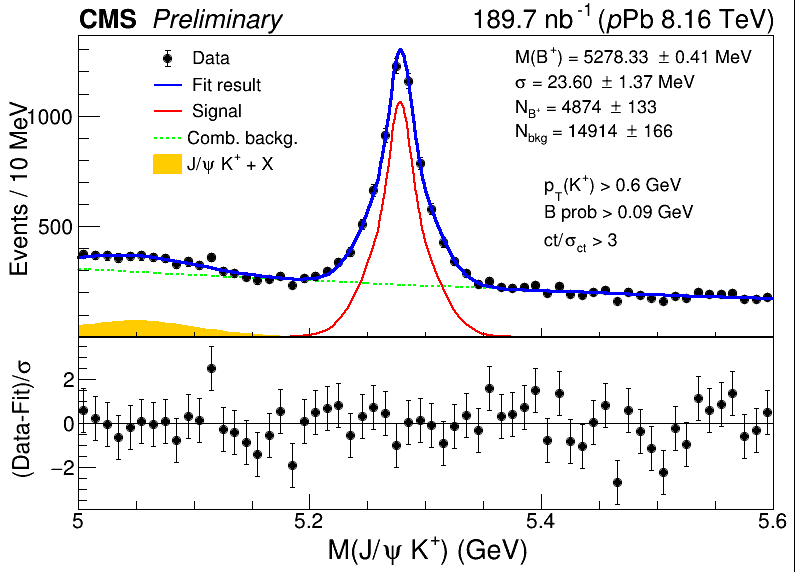 CMS Preliminary 189.7 nb⁻¹ (pPb 8.16 TeV)
Data
Fit result
Signal
Comb. backg.
J/ψ K⁺ + X
M(B⁺) = 5278.33 ± 0.41 MeV
σ = 23.60 ± 1.37 MeV
N_B⁺ = 4874 ± 133
N_bkg = 14914 ± 166
p_T(K⁺) > 0.6 GeV
B prob > 0.09 GeV
ct/σ_ct > 3
Events / 10 MeV
1000
500
(Data-Fit)/σ
2
0
−2
5 5.2 5.4 5.6
M(J/ψ K⁺) (GeV)